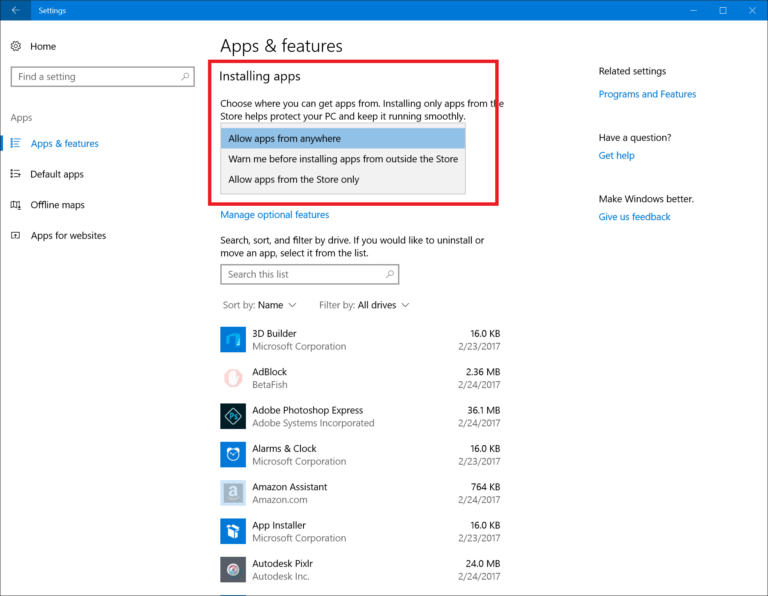 Settings
Home
Find a setting
Apps
Apps & features
Default apps
Offline maps
Apps for websites
Apps & features
Installing apps
Choose where you can get apps from. Installing only apps from the
Store helps protect your PC and keep it running smoothly.
Allow apps from anywhere
Warn me before installing apps from outside the Store
Allow apps from the Store only
Manage optional features
Search, sort, and filter by drive. If you would like to uninstall or
move an app, select it from the list.
Search this list
Sort by: Name Filter by: All drives
3D Builder 16.0 KB
Microsoft Corporation 2/23/2017
AdBlock 2.36 MB
BetaFish 2/24/2017
Ps
Adobe Photoshop Express 36.1 MB
Adobe Systems Incorporated 2/24/2017
Alarms & Clock 16.0 KB
Microsoft Corporation 2/23/2017
a
Amazon Assistant 764 KB
Amazon.com 2/24/2017
App Installer 16.0 KB
Microsoft Corporation 2/23/2017
Autodesk Pixlr 24.0 MB
Autodesk Inc. 2/24/2017
Related settings
Programs and Features
Have a question?
Get help
Make Windows better.
Give us feedback